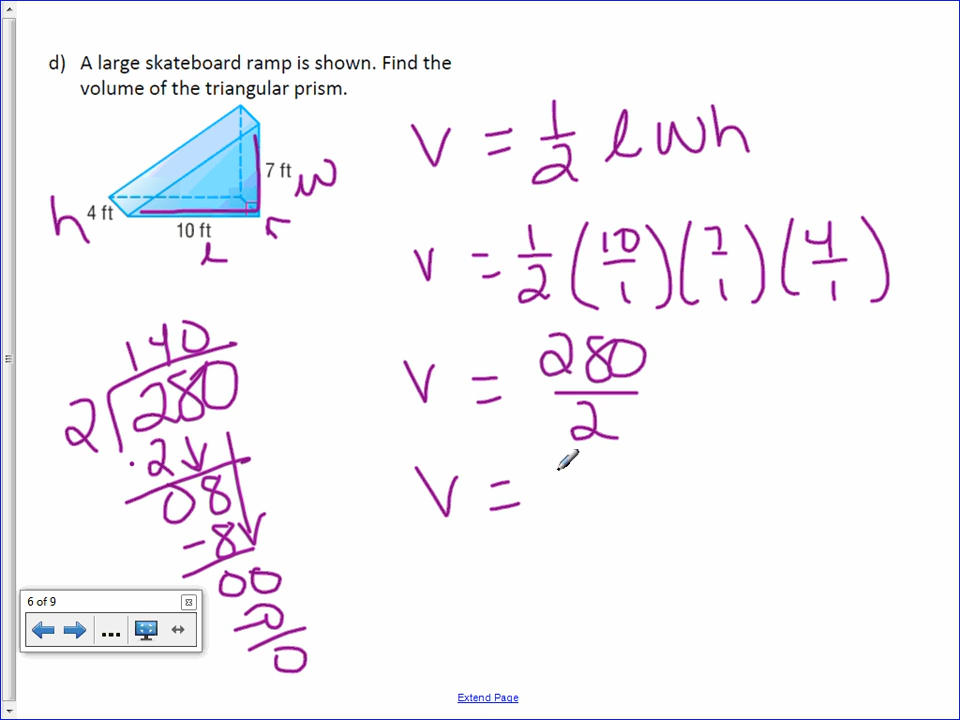 d) A large skateboard ramp is shown. Find the
volume of the triangular prism.
7 ft w
h 4 ft
10 ft
l
r
V = 1/2 l w h
V = 1/2 (10/1) (7/1) (4/1)
V = 280/2
V =
140
2 280
- 2
08
- 8
00
- 0
0
6 of 9
...
Extend Page